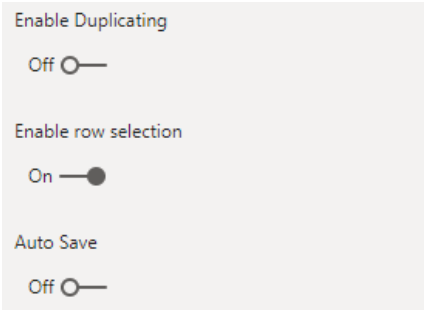 Enable Duplicating
Off
Enable row selection
On
Auto Save
Off